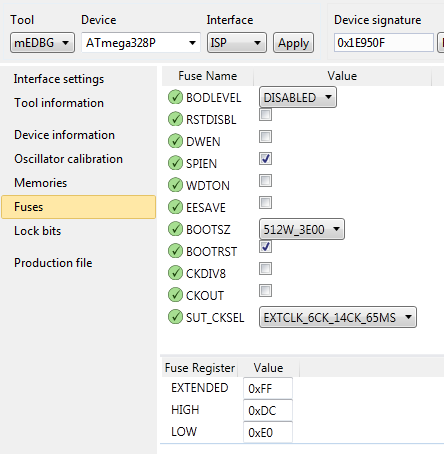 Tool Device Interface Device signature
mEDBG ATmega328P ISP Apply 0x1E950F
Interface settings
Tool information
Device information
Oscillator calibration
Memories
Fuses
Lock bits
Production file
Fuse Name Value
BODLEVEL DISABLED
RSTDISBL
DWEN
SPIEN
WDTON
EESAVE
BOOTSZ 512W_3E00
BOOTRST
CKDIV8
CKOUT
SUT_CKSEL EXTCLK_6CK_14CK_65MS
Fuse Register Value
EXTENDED 0xFF
HIGH 0xDC
LOW 0xE0